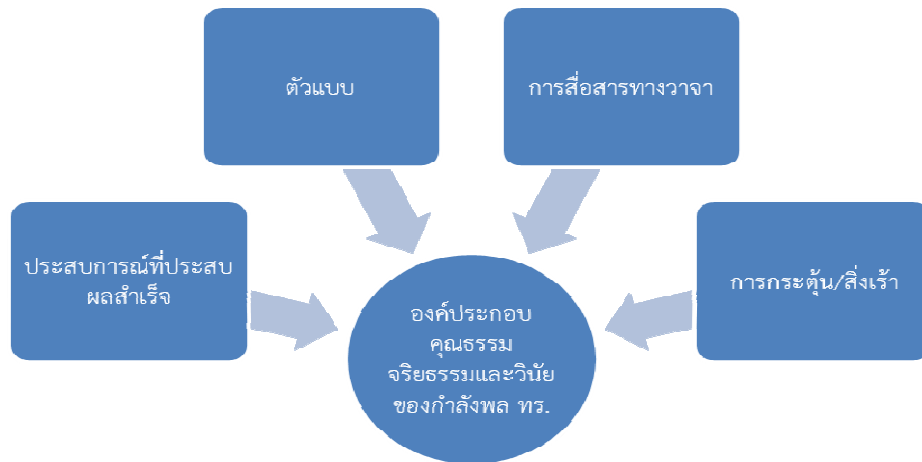 ตัวแบบ
การสื่อสารทางวาจา
ประสบการณ์ที่ประสบ
ผลสำเร็จ
การกระตุ้น/สิ่งเร้า
องค์ประกอบ
คุณธรรม
จริยธรรมและวินัย
ของกำลังพล ทร.